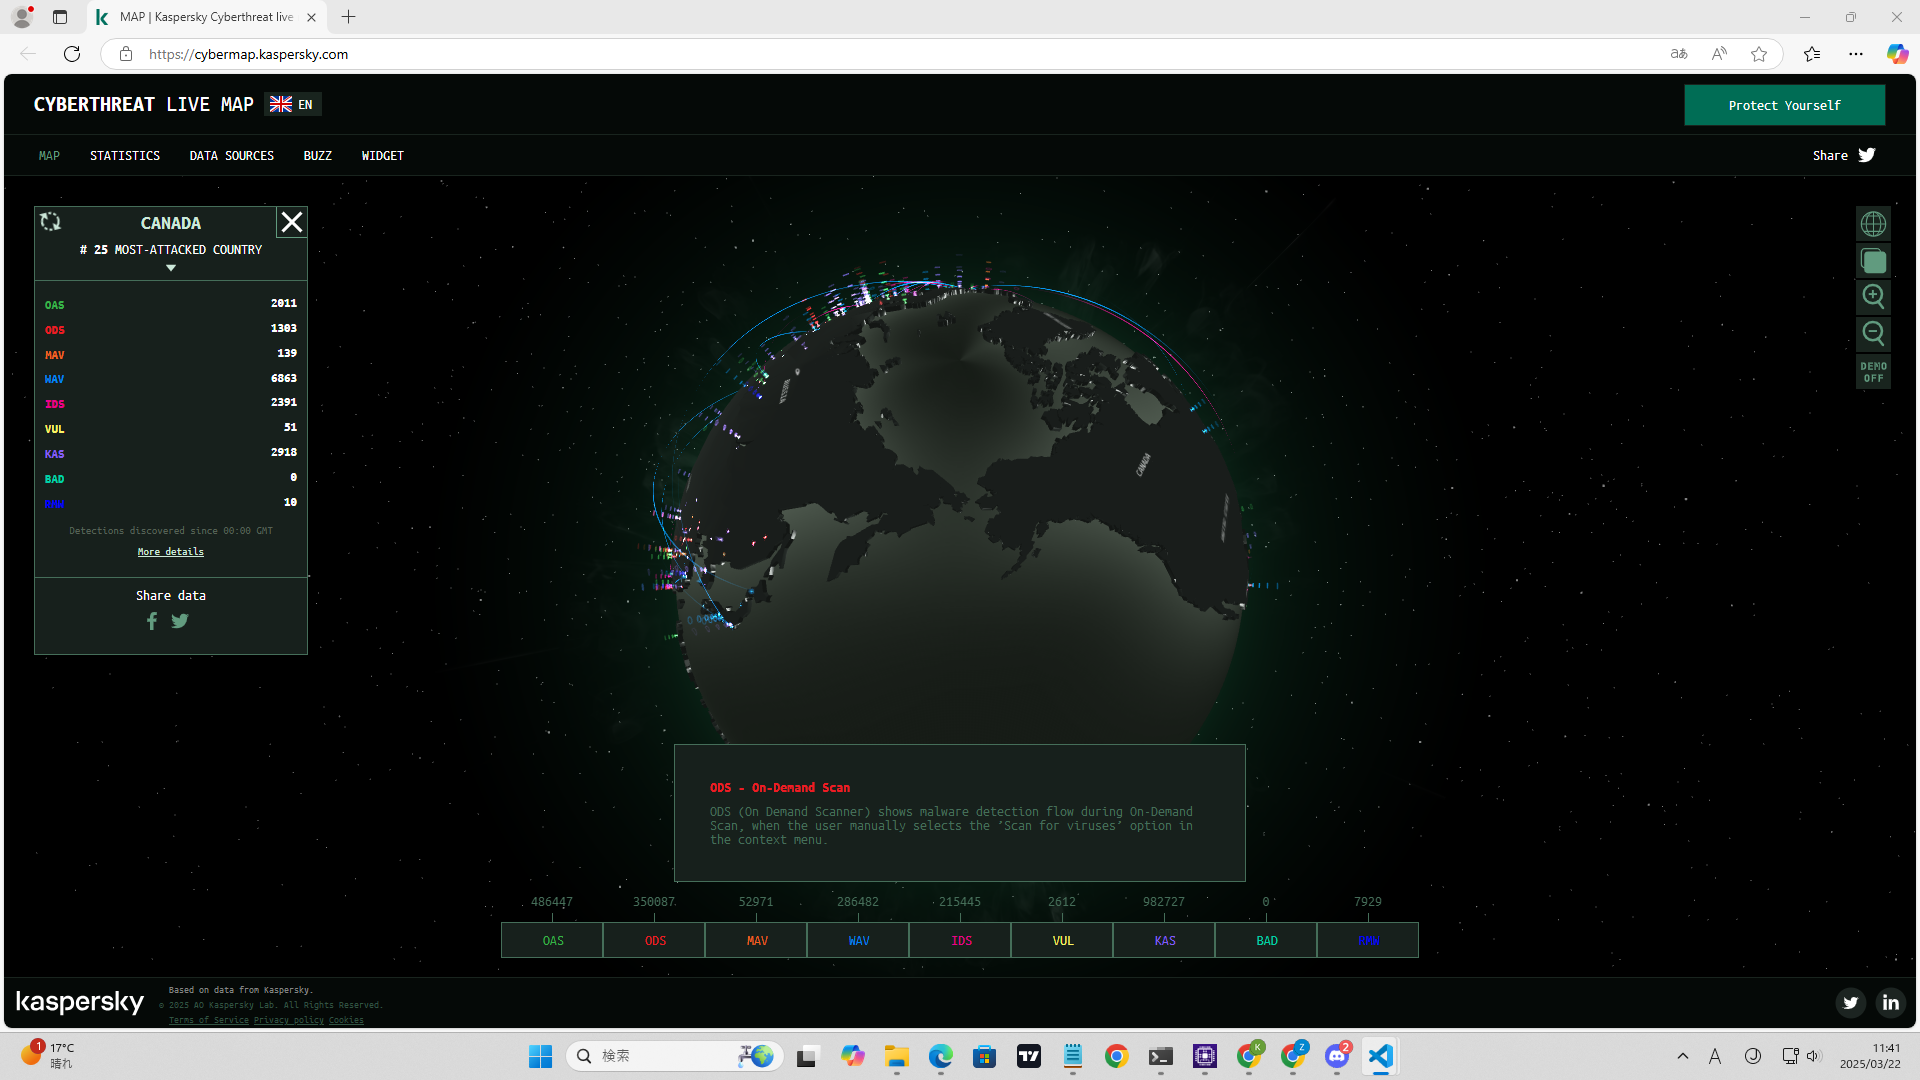 MAP | Kaspersky Cyberthreat live
https://cybermap.kaspersky.com
CYBERTHREAT LIVE MAP
EN
Protect Yourself
MAP
STATISTICS
DATA SOURCES
BUZZ
WIDGET
Share
CANADA
# 25 MOST-ATTACKED COUNTRY
OAS 2011
ODS 1303
MAV 139
WAV 6863
IDS 2391
VUL 51
KAS 2918
BAD 0
RMW 10
Detections discovered since 00:00 GMT
More details
Share data
DEMO
OFF
CANADA
ODS - On-Demand Scan
ODS (On Demand Scanner) shows malware detection flow during On-Demand
Scan, when the user manually selects the ‘Scan for viruses’ option in
the context menu.
486447 350087 52971 286482 215445 2612 982727 0 7929
OAS ODS MAV WAV IDS VUL KAS BAD RMW
kaspersky
Based on data from Kaspersky.
© 2025 AO Kaspersky Lab. All Rights Reserved.
Terms of Service Privacy policy Cookies
1
17°C
晴れ
検索
K
Z
2
A
11:41
2025/03/22